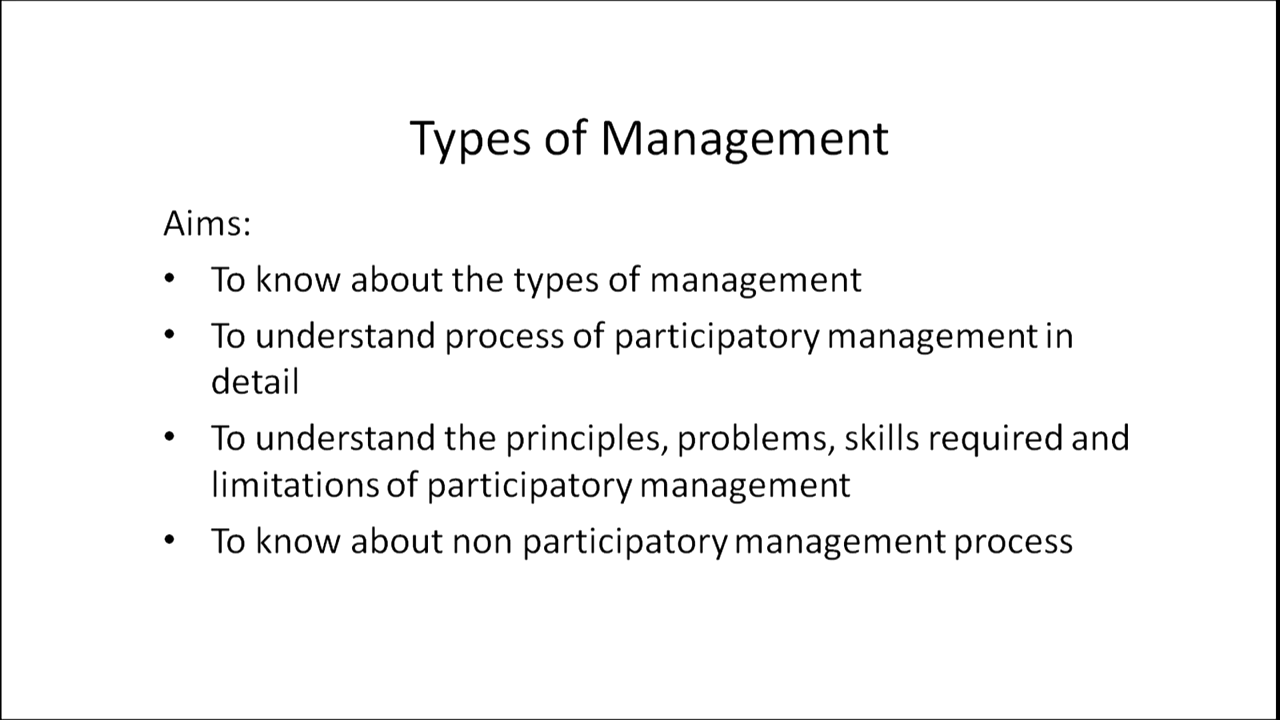 Types of Management
Aims:
• To know about the types of management
• To understand process of participatory management in
detail
• To understand the principles, problems, skills required and
limitations of participatory management
• To know about non participatory management process